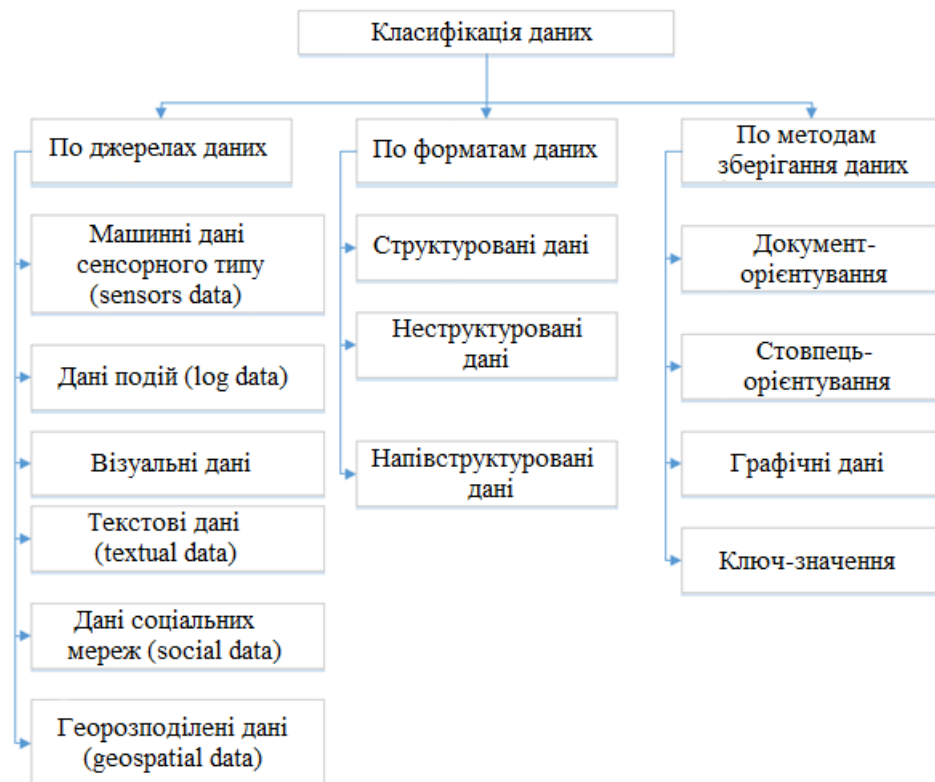 Класифікація даних
По джерелах даних
Машинні дані
сенсорного типу
(sensors data)
Дані подій (log data)
Візуальні дані
Текстові дані
(textual data)
Дані соціальних
мереж (social data)
Георозподілені дані
(geospatial data)
По форматам даних
Структуровані дані
Неструктуровані
дані
Напівструктуровані
дані
По методам
зберігання даних
Документ-
орієнтування
Стовпець-
орієнтування
Графічні дані
Ключ-значення